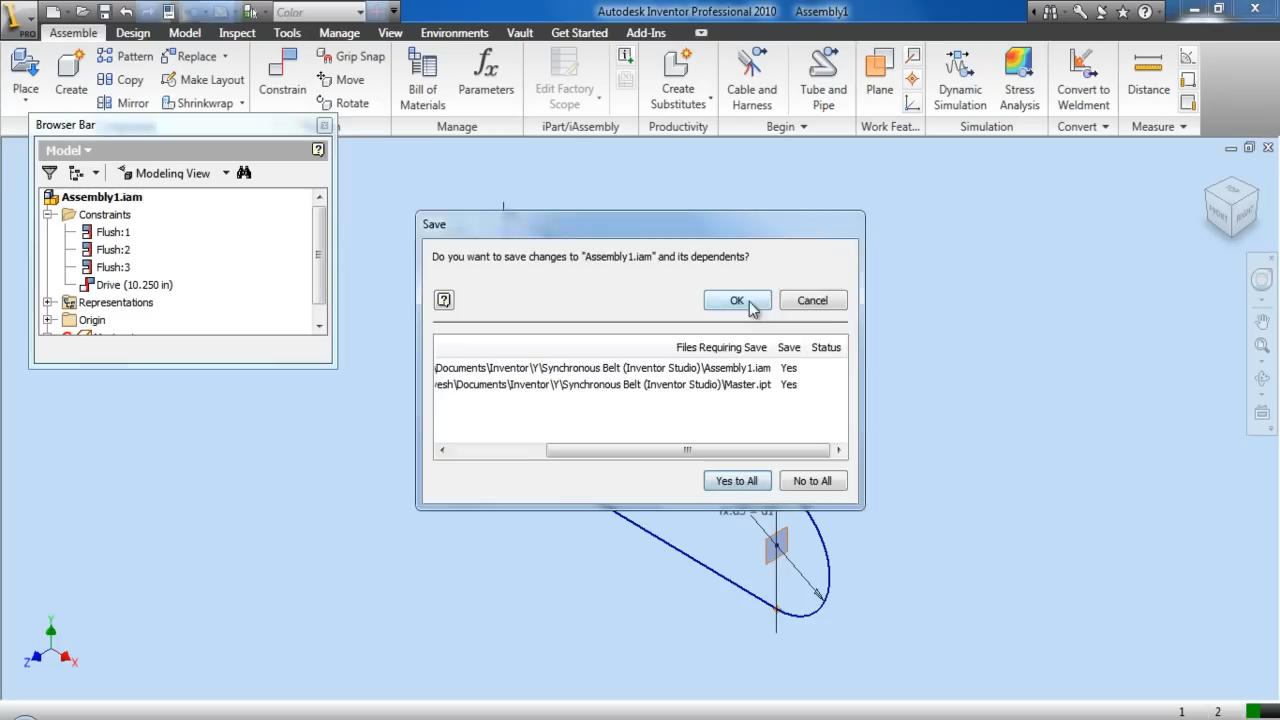 Color
Autodesk Inventor Professional 2010 Assembly1
PRO
Assemble Design Model Inspect Tools Manage View Environments Vault Get Started Add-Ins
Pattern Replace Grip Snap
Copy Make Layout Move
Mirror Shrinkwrap Rotate
Place Create Constrain
Bill of Materials Parameters
Edit Factory Scope
Create Substitutes
Cable and Harness
Tube and Pipe
Plane
Dynamic Simulation
Stress Analysis
Convert to Weldment
Distance
Manage iPart/iAssembly Productivity Begin Work Feat... Simulation Convert Measure
Browser Bar
Model
Modeling View
Assembly1.iam
Constraints
Flush:1
Flush:2
Flush:3
Drive (10.250 in)
Representations
Origin
TOP
FRONT
RIGHT
Save
Do you want to save changes to "Assembly1.iam" and its dependents?
OK Cancel
Files Requiring Save Save Status
\Documents\Inventor\Y\Synchronous Belt (Inventor Studio)\Assembly1.iam Yes
esh\Documents\Inventor\Y\Synchronous Belt (Inventor Studio)\Master.ipt Yes
Yes to All No to All
Y
Z X
1 2